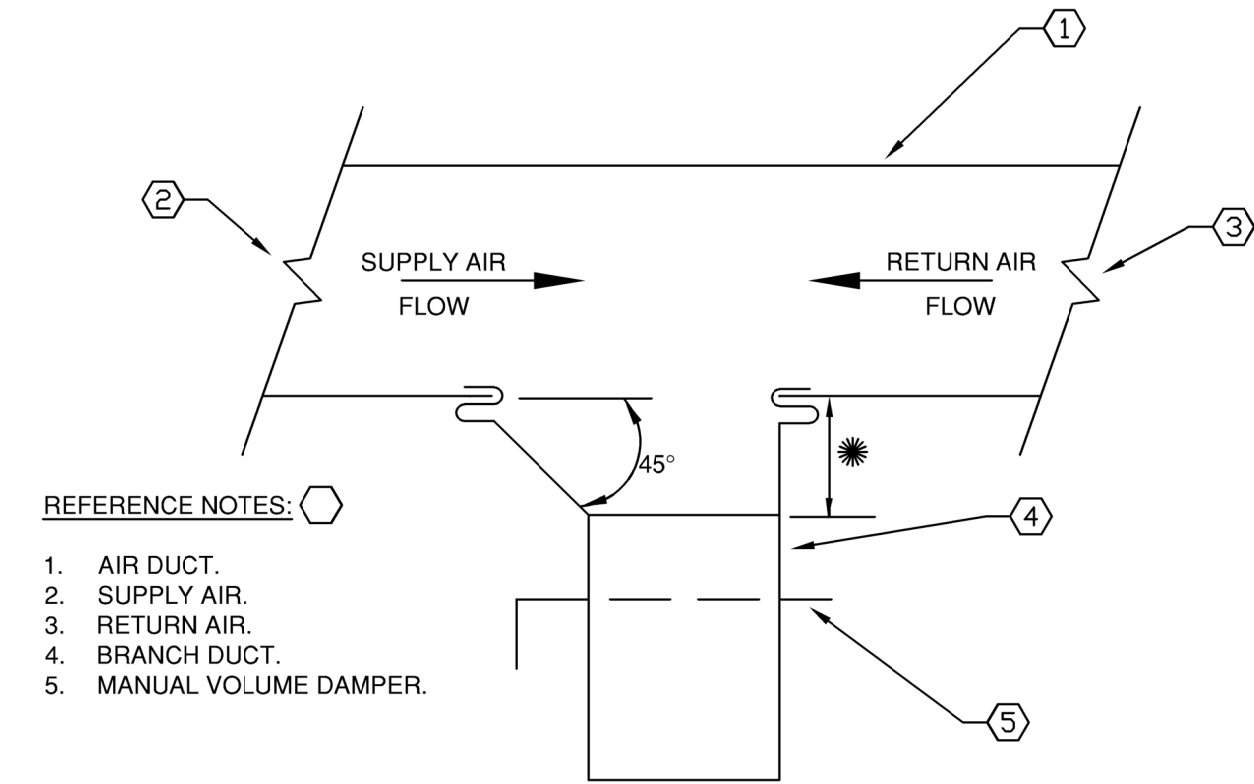 1
2
3
SUPPLY AIR
FLOW
RETURN AIR
FLOW
45°
4
5
REFERENCE NOTES:
1. AIR DUCT.
2. SUPPLY AIR.
3. RETURN AIR.
4. BRANCH DUCT.
5. MANUAL VOLUME DAMPER.